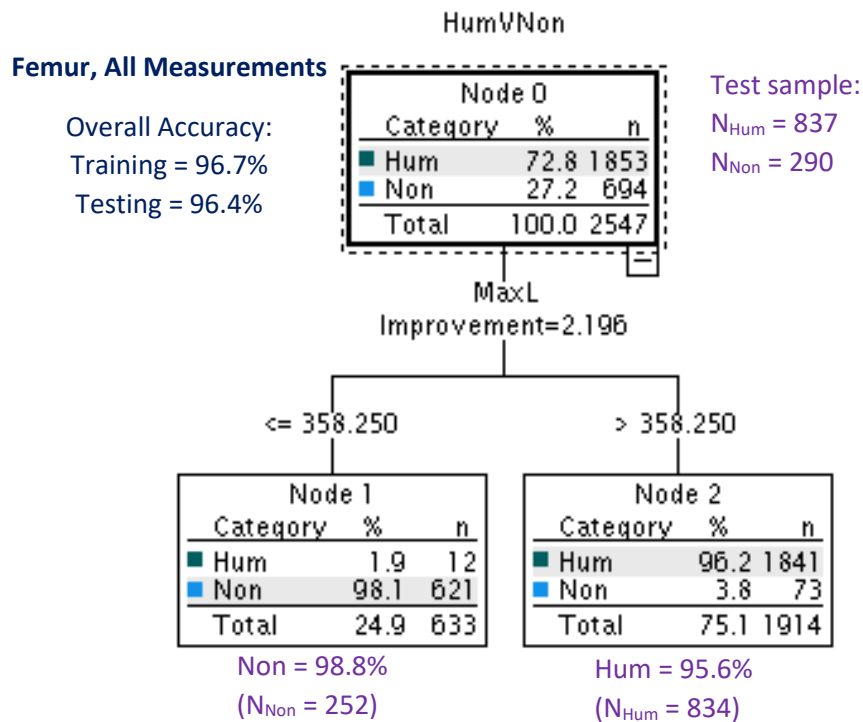 HumVNon
Femur, All Measurements
Overall Accuracy:
Training = 96.7%
Testing = 96.4%
Node 0
Category % n
Hum 72.8 1853
Non 27.2 694
Total 100.0 2547
Test sample:
NHum = 837
NNon = 290
MaxL
Improvement=2.196
<= 358.250
> 358.250
Node 1
Category % n
Hum 1.9 12
Non 98.1 621
Total 24.9 633
Non = 98.8%
(NNon = 252)
Node 2
Category % n
Hum 96.2 1841
Non 3.8 73
Total 75.1 1914
Hum = 95.6%
(NHum = 834)